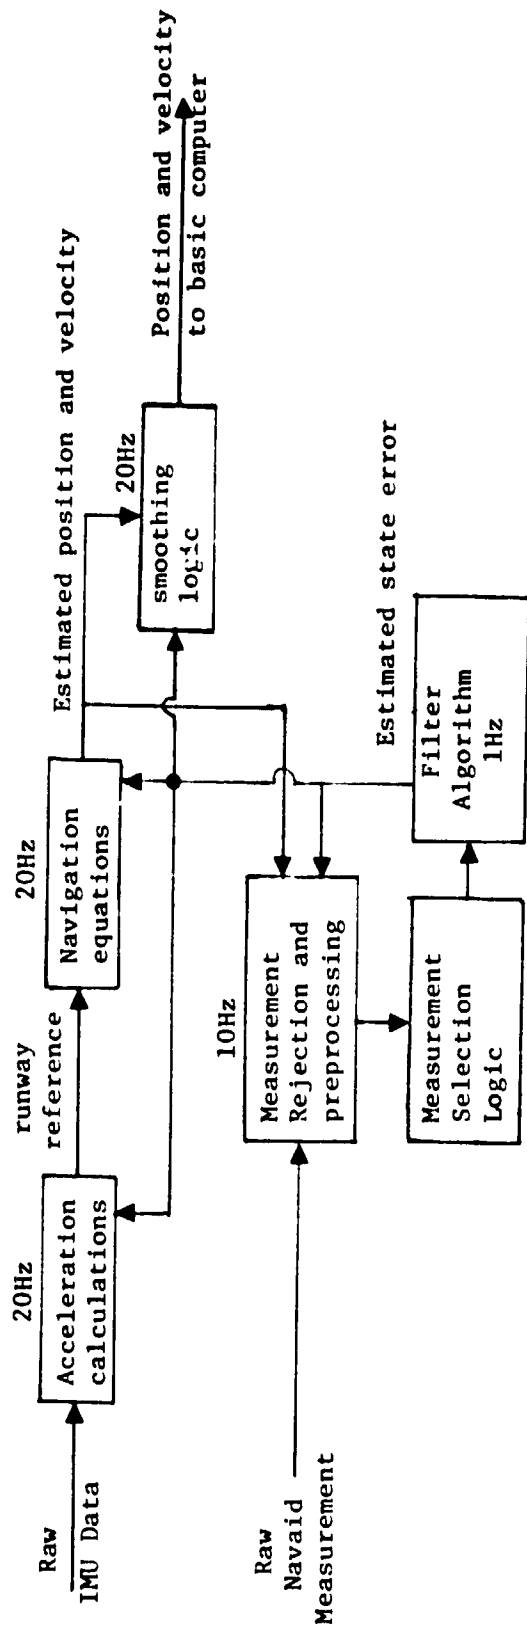 Raw
IMU Data
20Hz
Acceleration
calculations
runway
reference
20Hz
Navigation
equations
Estimated position and velocity
20Hz
smoothing
logic
Position and velocity
to basic computer
Raw
Navaid
Measurement
10Hz
Measurement
Rejection and
preprocessing
Measurement
Selection
Logic
Filter
Algorithm
1Hz
Estimated state error